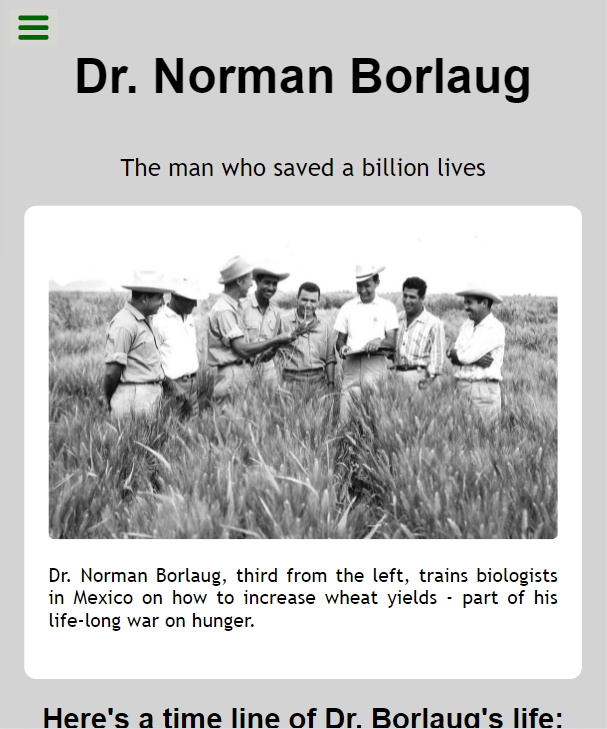 Dr. Norman Borlaug
The man who saved a billion lives
Dr. Norman Borlaug, third from the left, trains biologists
in Mexico on how to increase wheat yields - part of his
life-long war on hunger.
Here's a time line of Dr. Borlaug's life: